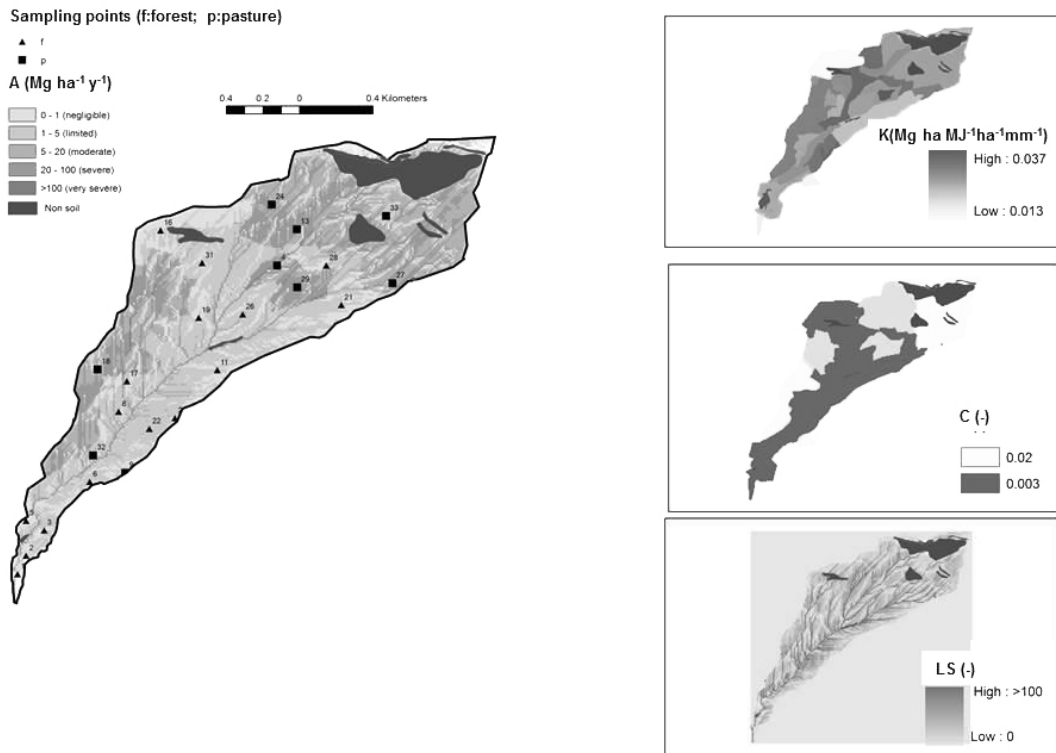 Sampling points (f:forest; p:pasture)
f
p
A (Mg ha-1 y-1)
0 - 1 (negligible)
1 - 5 (limited)
5 - 20 (moderate)
20 - 100 (severe)
>100 (very severe)
Non soil
0.4 0.2 0 0.4 Kilometers
24
33
13
16
4
28
31
29
27
21
26
19
11
18
17
8
22
32
9
6
5
3
2
K(Mg ha MJ-1ha-1mm-1)
High : 0.037
Low : 0.013
C (-)
0.02
0.003
LS (-)
High : >100
Low : 0